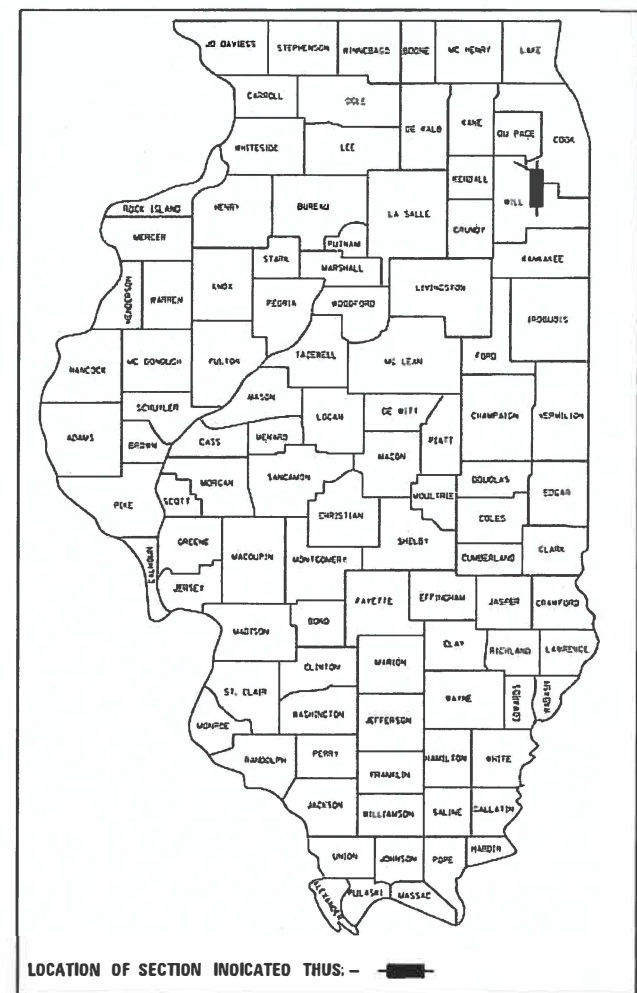 JO DAVIESS STEPHENSON WINNEBAGO BOONE MC HENRY LAKE
CARROLL OGLE DE KALB KANE DU PAGE COOK
WHITESIDE LEE KENDALL WILL
ROCK ISLAND HENRY BUREAU LA SALLE GRUNDY
MERCER PUTNAM KANKAKEE
STARK MARSHALL
HENDERSON WARREN KNOX PEORIA WOODFORD LIVINGSTON IROQUOIS
HANCOCK MC DONOUGH FULTON TAZEWELL MC LEAN FORD
MASON
SCHUYLER LOGAN DE WITT CHAMPAIGN VERMILION
ADAMS BROWN CASS MENARD MACON PIATT
MORGAN SANGAMON DOUGLAS
PIKE SCOTT CHRISTIAN MOULTRIE EDGAR
COLES
GREENE MACOUPIN MONTGOMERY SHELBY
CALHOUN CUMBERLAND CLARK
JERSEY
FAYETTE EFFINGHAM JASPER CRAWFORD
MADISON BOND
CLAY RICHLAND LAWRENCE
CLINTON MARION
ST. CLAIR WAYNE EDWARDS WABASH
WASHINGTON JEFFERSON
MONROE
RANDOLPH PERRY HAMILTON WHITE
FRANKLIN
JACKSON WILLIAMSON SALINE GALLATIN
HARDIN
UNION JOHNSON POPE
ALEXANDER PULASKI MASSAC
LOCATION OF SECTION INOICATED THUS: –